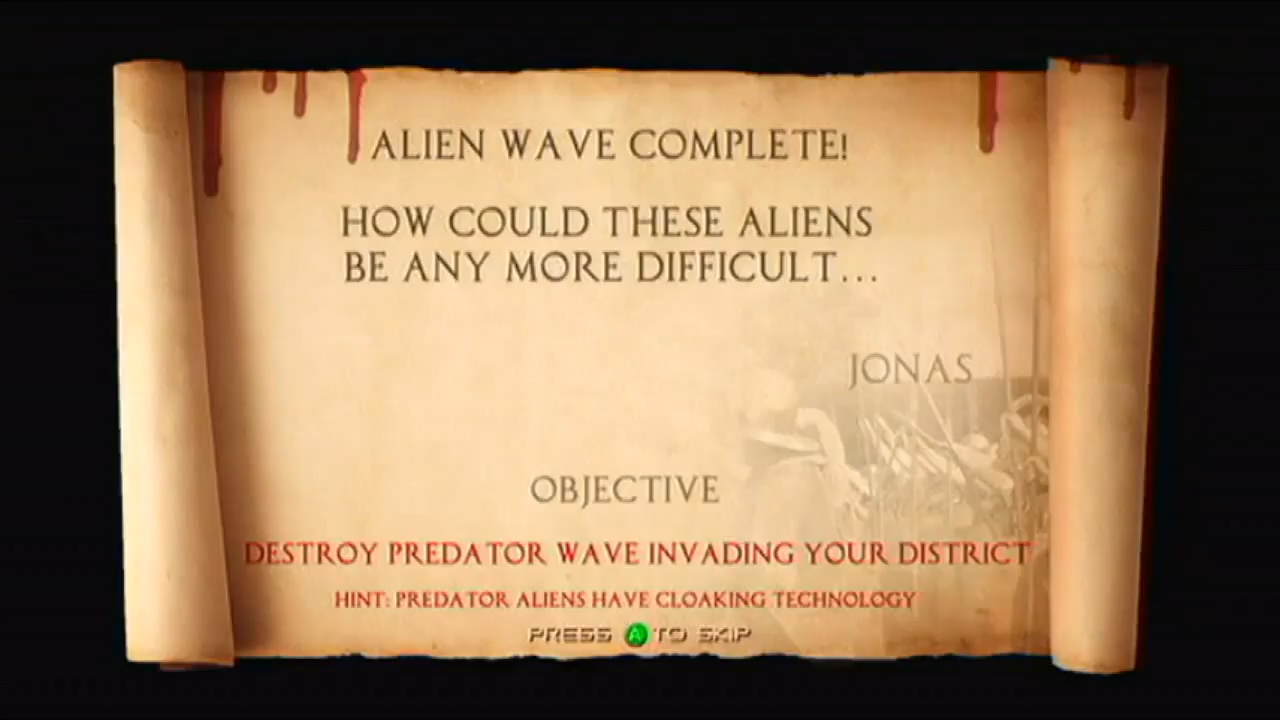 ALIEN WAVE COMPLETE!
HOW COULD THESE ALIENS
BE ANY MORE DIFFICULT...
JONAS
OBJECTIVE
DESTROY PREDATOR WAVE INVADING YOUR DISTRICT
HINT: PREDATOR ALIENS HAVE CLOAKING TECHNOLOGY
PRESS A TO SKIP